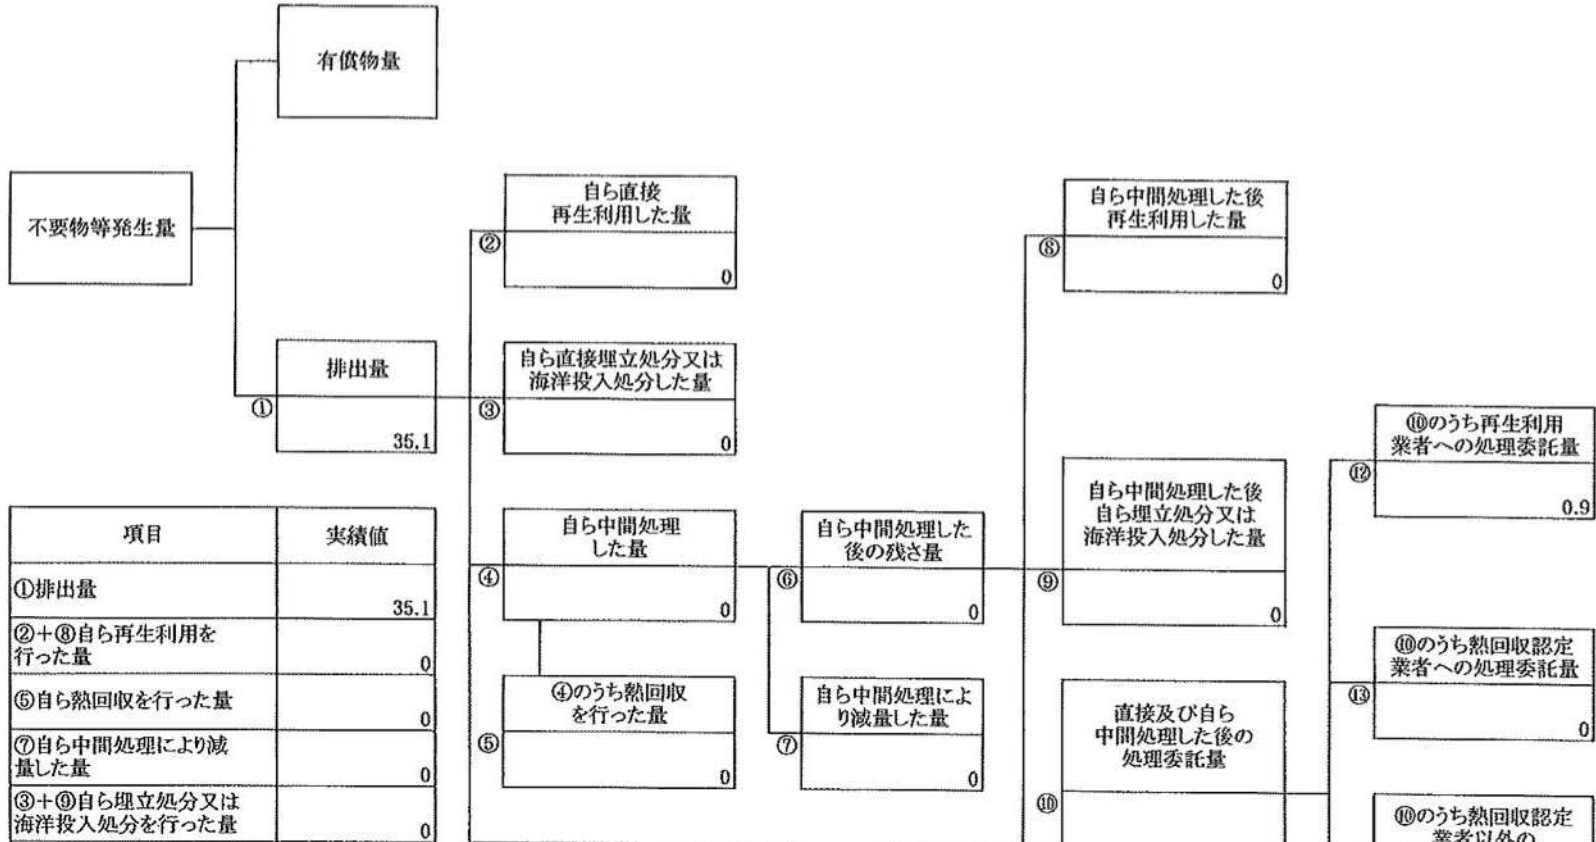 有償物量
不要物等発生量
自ら直接
再生利用した量
②
0
自ら中間処理した後
再生利用した量
⑧
0
排出量
①
35.1
自ら直接埋立処分又は
海洋投入処分した量
③
0
⑩のうち再生利用
業者への処理委託量
⑫
0.9
項目
実績値
①排出量
35.1
②+⑧自ら再生利用を
行った量
0
⑤自ら熱回収を行った量
0
⑦自ら中間処理により減
量した量
0
③+⑨自ら埋立処分又は
海洋投入処分を行った量
0
自ら中間処理
した量
④
0
自ら中間処理した
後の残さ量
⑥
0
自ら中間処理した後
自ら埋立処分又は
海洋投入処分した量
⑨
0
⑩のうち熱回収認定
業者への処理委託量
⑬
0
④のうち熱回収
を行った量
⑤
0
自ら中間処理によ
り減量した量
⑦
0
直接及び自ら
中間処理した後の
処理委託量
⑩
⑩のうち熱回収認定
業者以外の